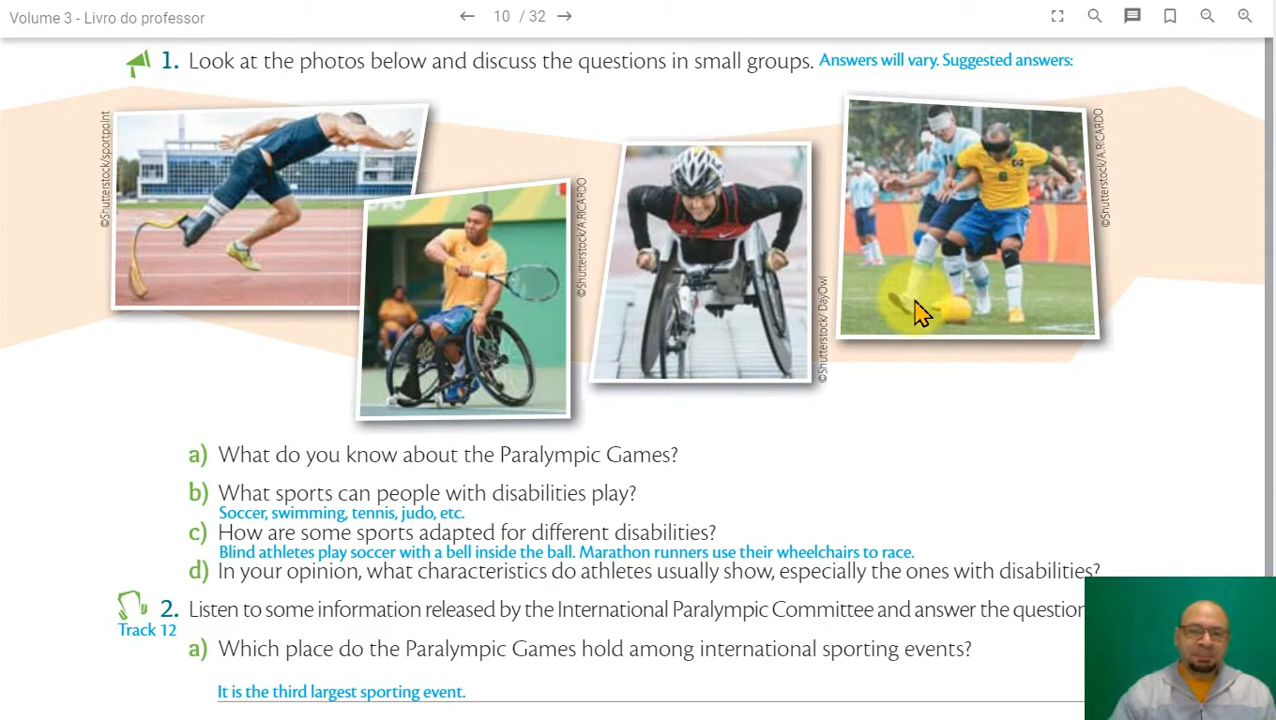 Volume 3 - Livro do professor
10 / 32
1. Look at the photos below and discuss the questions in small groups. Answers will vary. Suggested answers:
©Shutterstock/sportpoint
©Shutterstock/A.RICARDO
©Shutterstock/ DayOwl
©Shutterstock/A.RICARDO
6
a) What do you know about the Paralympic Games?
b) What sports can people with disabilities play?
Soccer, swimming, tennis, judo, etc.
c) How are some sports adapted for different disabilities?
Blind athletes play soccer with a bell inside the ball. Marathon runners use their wheelchairs to race.
d) In your opinion, what characteristics do athletes usually show, especially the ones with disabilities?
2. Listen to some information released by the International Paralympic Committee and answer the question
Track 12
a) Which place do the Paralympic Games hold among international sporting events?
It is the third largest sporting event.